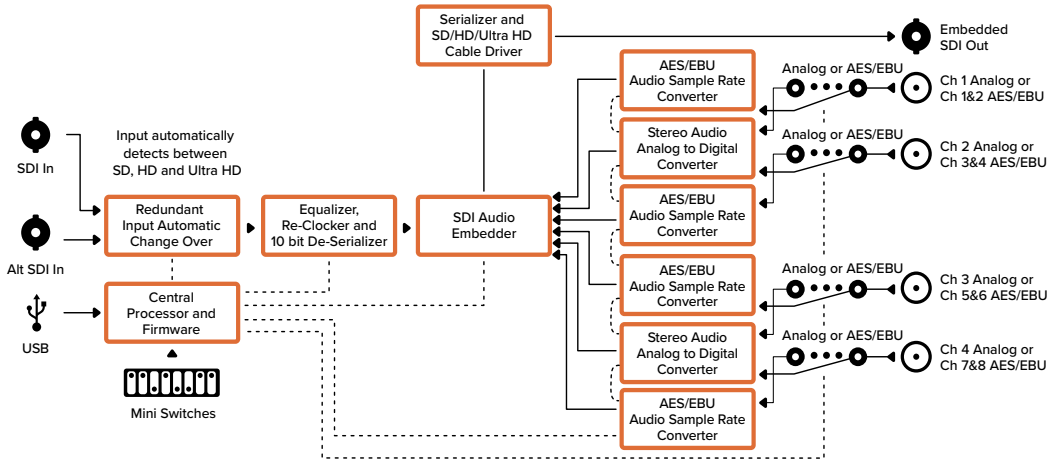 Serializer and
SD/HD/Ultra HD
Cable Driver
Embedded
SDI Out
AES/EBU
Audio Sample Rate
Converter
Analog or AES/EBU
Ch 1 Analog or
Ch 1&2 AES/EBU
SDI In
Input automatically
detects between
SD, HD and Ultra HD
Stereo Audio
Analog to Digital
Converter
Analog or AES/EBU
Ch 2 Analog or
Ch 3&4 AES/EBU
Alt SDI In
Redundant
Input Automatic
Change Over
Equalizer,
Re-Clocker and
10 bit De-Serializer
SDI Audio
Embedder
AES/EBU
Audio Sample Rate
Converter
USB
Central
Processor and
Firmware
AES/EBU
Audio Sample Rate
Converter
Analog or AES/EBU
Ch 3 Analog or
Ch 5&6 AES/EBU
Mini Switches
Stereo Audio
Analog to Digital
Converter
Analog or AES/EBU
Ch 4 Analog or
Ch 7&8 AES/EBU
AES/EBU
Audio Sample Rate
Converter